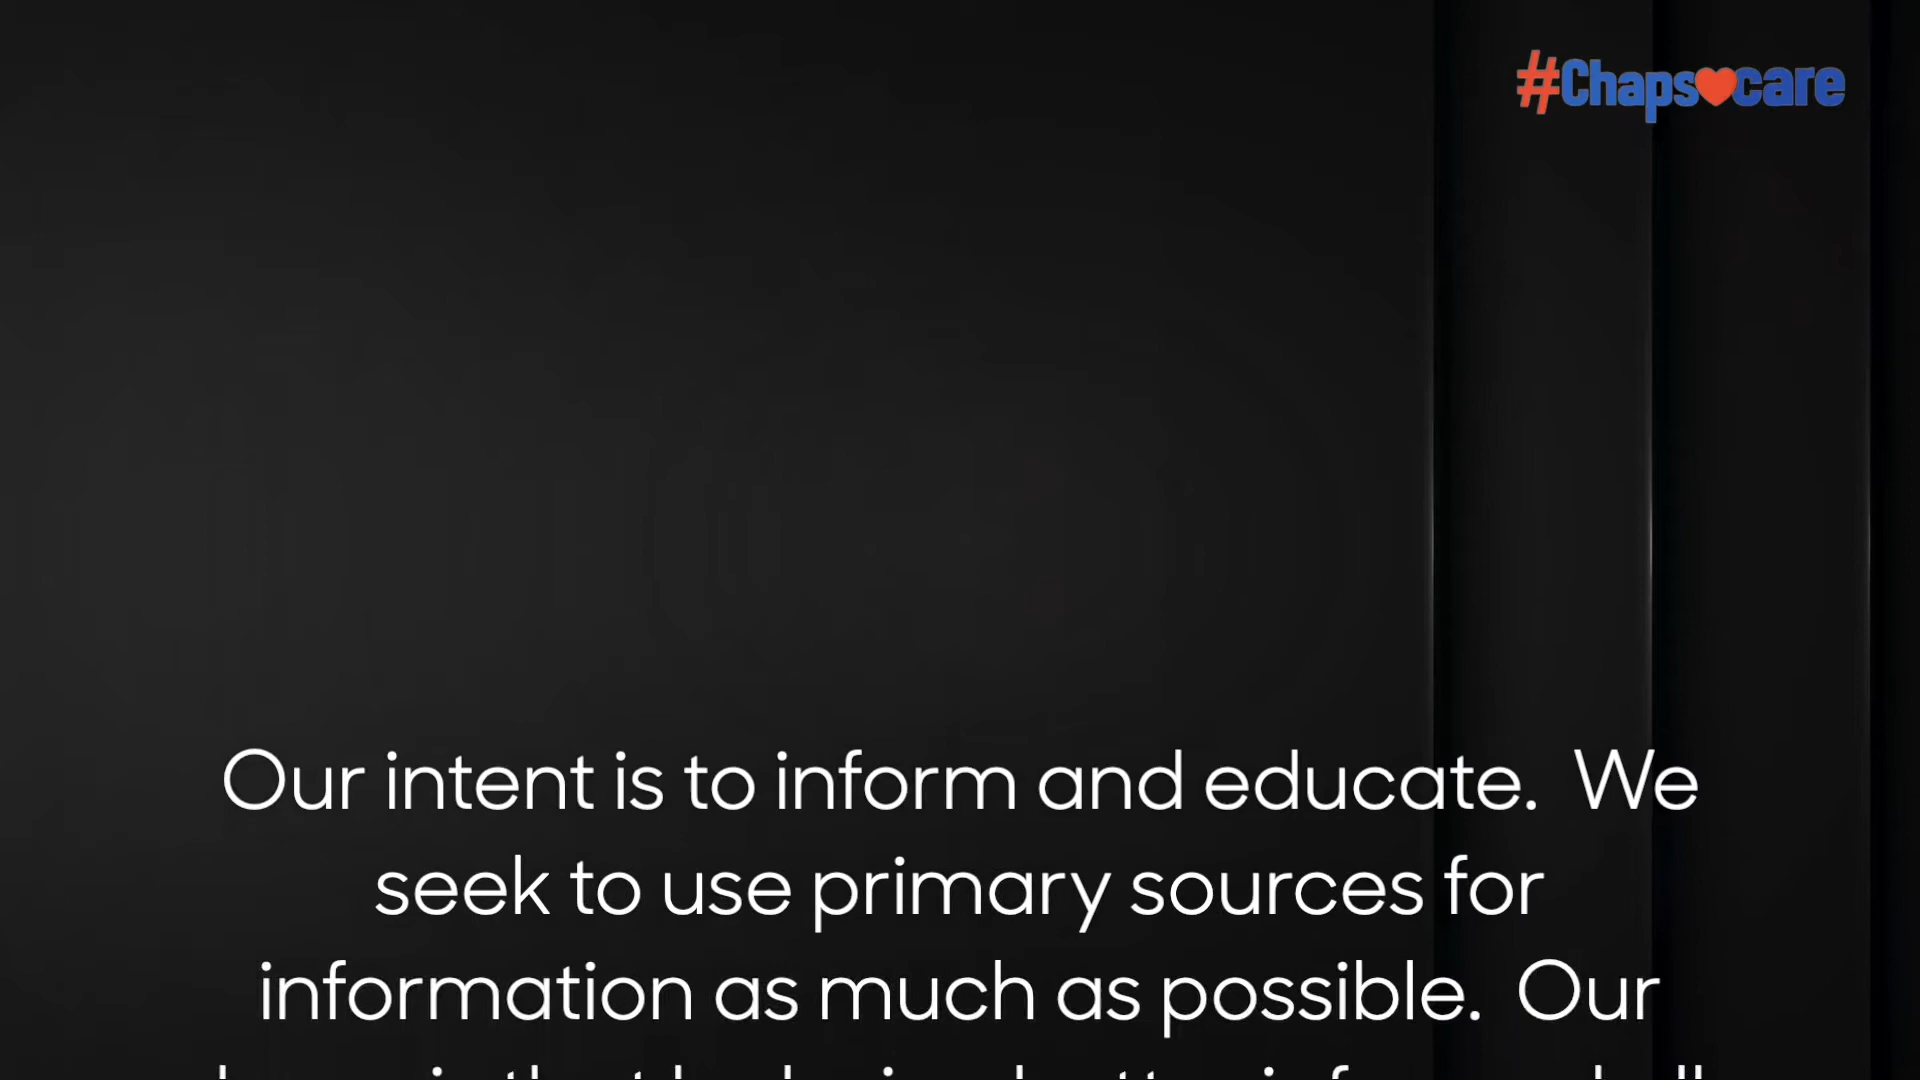 #Chaps care
Our intent is to inform and educate.  We
seek to use primary sources for
information as much as possible.  Our